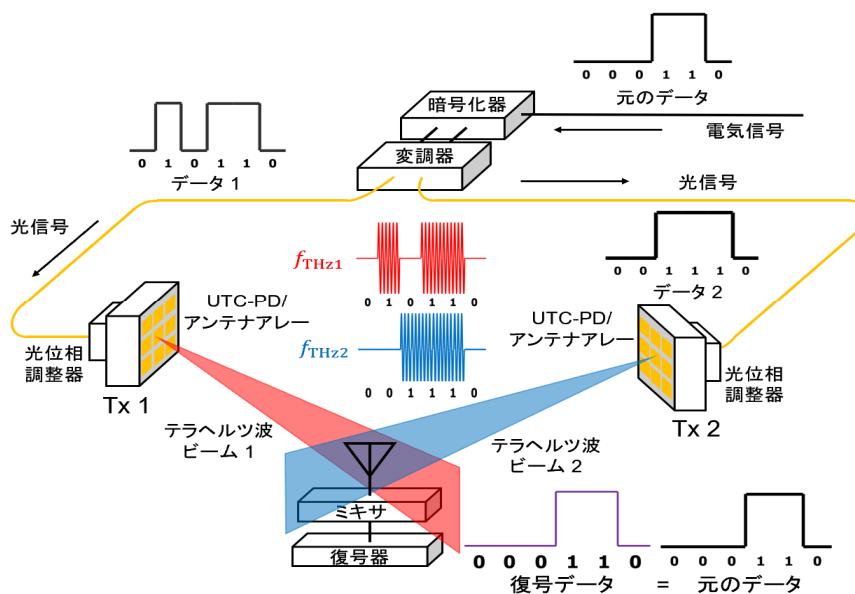 0 0 0 1 1 0
元のデータ
暗号化器
電気信号
変調器
光信号
0 1 0 1 1 0
データ 1
光信号
f_THz1
0 1 0 1 1 0
0 0 1 1 1 0
データ 2
UTC-PD/
アンテナアレー
光位相
調整器
Tx 1
f_THz2
0 0 1 1 1 0
UTC-PD/
アンテナアレー
光位相
調整器
Tx 2
テラヘルツ波
ビーム 1
テラヘルツ波
ビーム 2
ミキサ
復号器
0 0 0 1 1 0
0 0 0 1 1 0
復号データ = 元のデータ